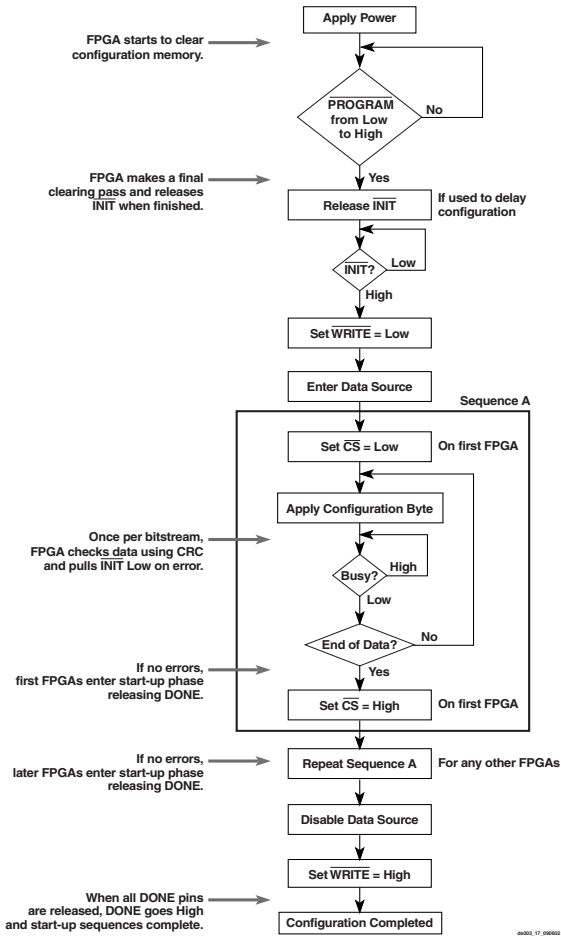 Apply Power
FPGA starts to clear
configuration memory.
PROGRAM
from Low
to High
No
Yes
FPGA makes a final
clearing pass and releases
INIT when finished.
Release INIT
If used to delay
configuration
INIT?
Low
High
Set WRITE = Low
Enter Data Source
Sequence A
Set CS = Low
On first FPGA
Apply Configuration Byte
Once per bitstream,
FPGA checks data using CRC
and pulls INIT Low on error.
High
Busy?
Low
End of Data?
No
Yes
If no errors,
first FPGAs enter start-up phase
releasing DONE.
Set CS = High
On first FPGA
If no errors,
later FPGAs enter start-up phase
releasing DONE.
Repeat Sequence A
For any other FPGAs
Disable Data Source
Set WRITE = High
When all DONE pins
are released, DONE goes High
and start-up sequences complete.
Configuration Completed
ds003_17_090602